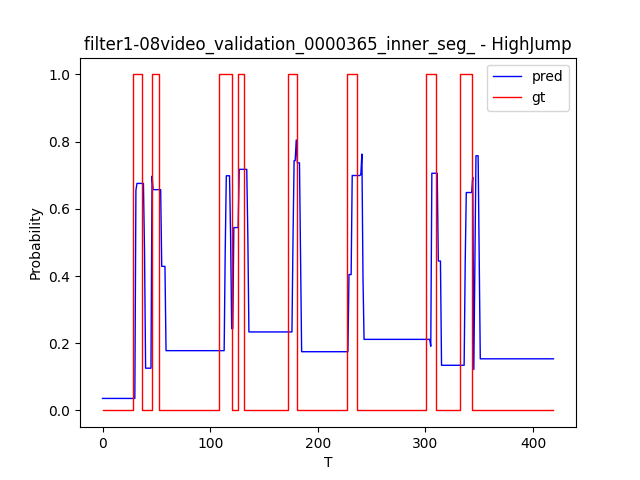 filter1-08video_validation_0000365_inner_seg_ - HighJump
pred
gt
1.0
0.8
0.6
0.4
0.2
0.0
Probability
0
100
200
300
400
T